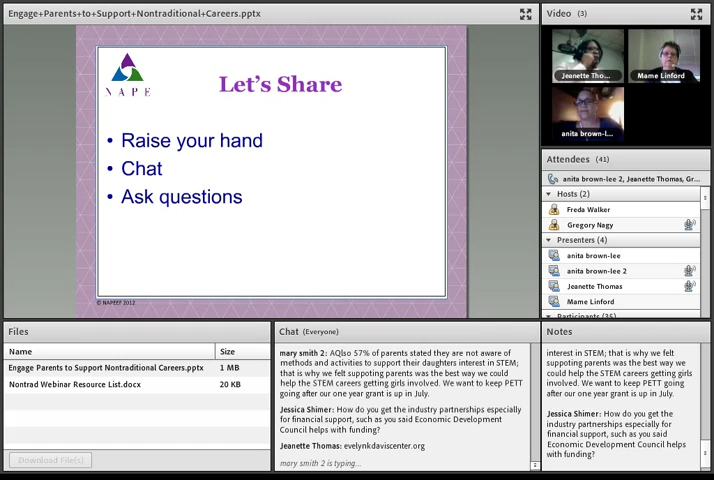 Engage+Parents+to+Support+Nontraditional+Careers.pptx
NAPE
Let's Share
• Raise your hand
• Chat
• Ask questions
© NAPEEF 2012
Video (3)
Jeanette Tho...
Mame Linford
anita brown-l...
Attendees (41)
anita brown-lee 2, Jeanette Thomas, Gr...
Hosts (2)
Freda Walker
Gregory Nagy
Presenters (4)
anita brown-lee
anita brown-lee 2
Jeanette Thomas
Mame Linford
Participants (35)
Files
Name Size
Engage Parents to Support Nontraditional Careers.pptx 1 MB
Nontrad Webinar Resource List.docx 20 KB
Download File(s)
Chat (Everyone)
mary smith 2: AQlso 57% of parents stated they are not aware of
methods and activities to support their daughters interest in STEM;
that is why we felt suppoting parents was the best way we could
help the STEM careers getting girls involved. We want to keep PETT
going after our one year grant is up in July.
Jessica Shimer: How do you get the industry partnerships especially
for financial support, such as you said Economic Development
Council helps with funding?
Jeanette Thomas: evelynkdaviscenter.org
mary smith 2 is typing...
Notes
interest in STEM; that is why we felt
suppoting parents was the best way we
could help the STEM careers getting girls
involved. We want to keep PETT going
after our one year grant is up in July.
Jessica Shimer: How do you get the
industry partnerships especially for
financial support, such as you said
Economic Development Council helps
with funding?